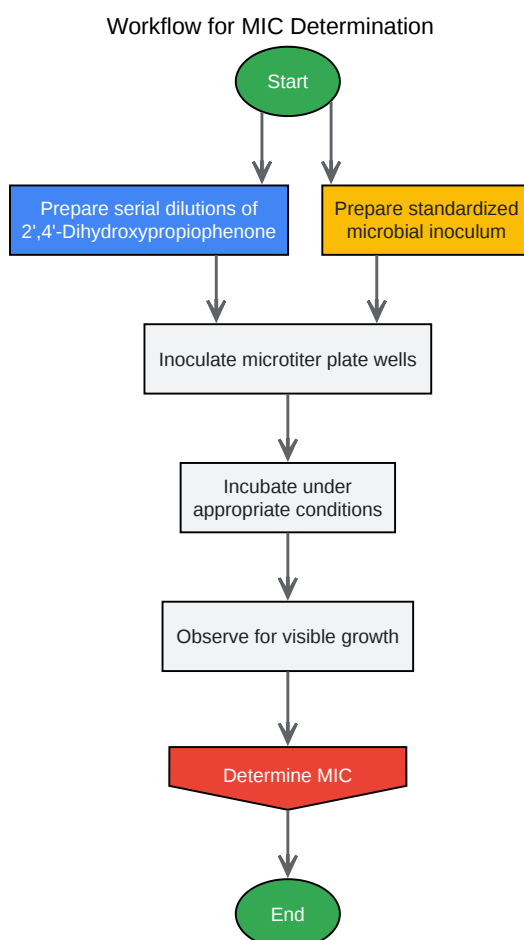 Workflow for MIC Determination
Start
Prepare serial dilutions of
2',4'-Dihydroxypropiophenone
Prepare standardized
microbial inoculum
Inoculate microtiter plate wells
Incubate under
appropriate conditions
Observe for visible growth
Determine MIC
End